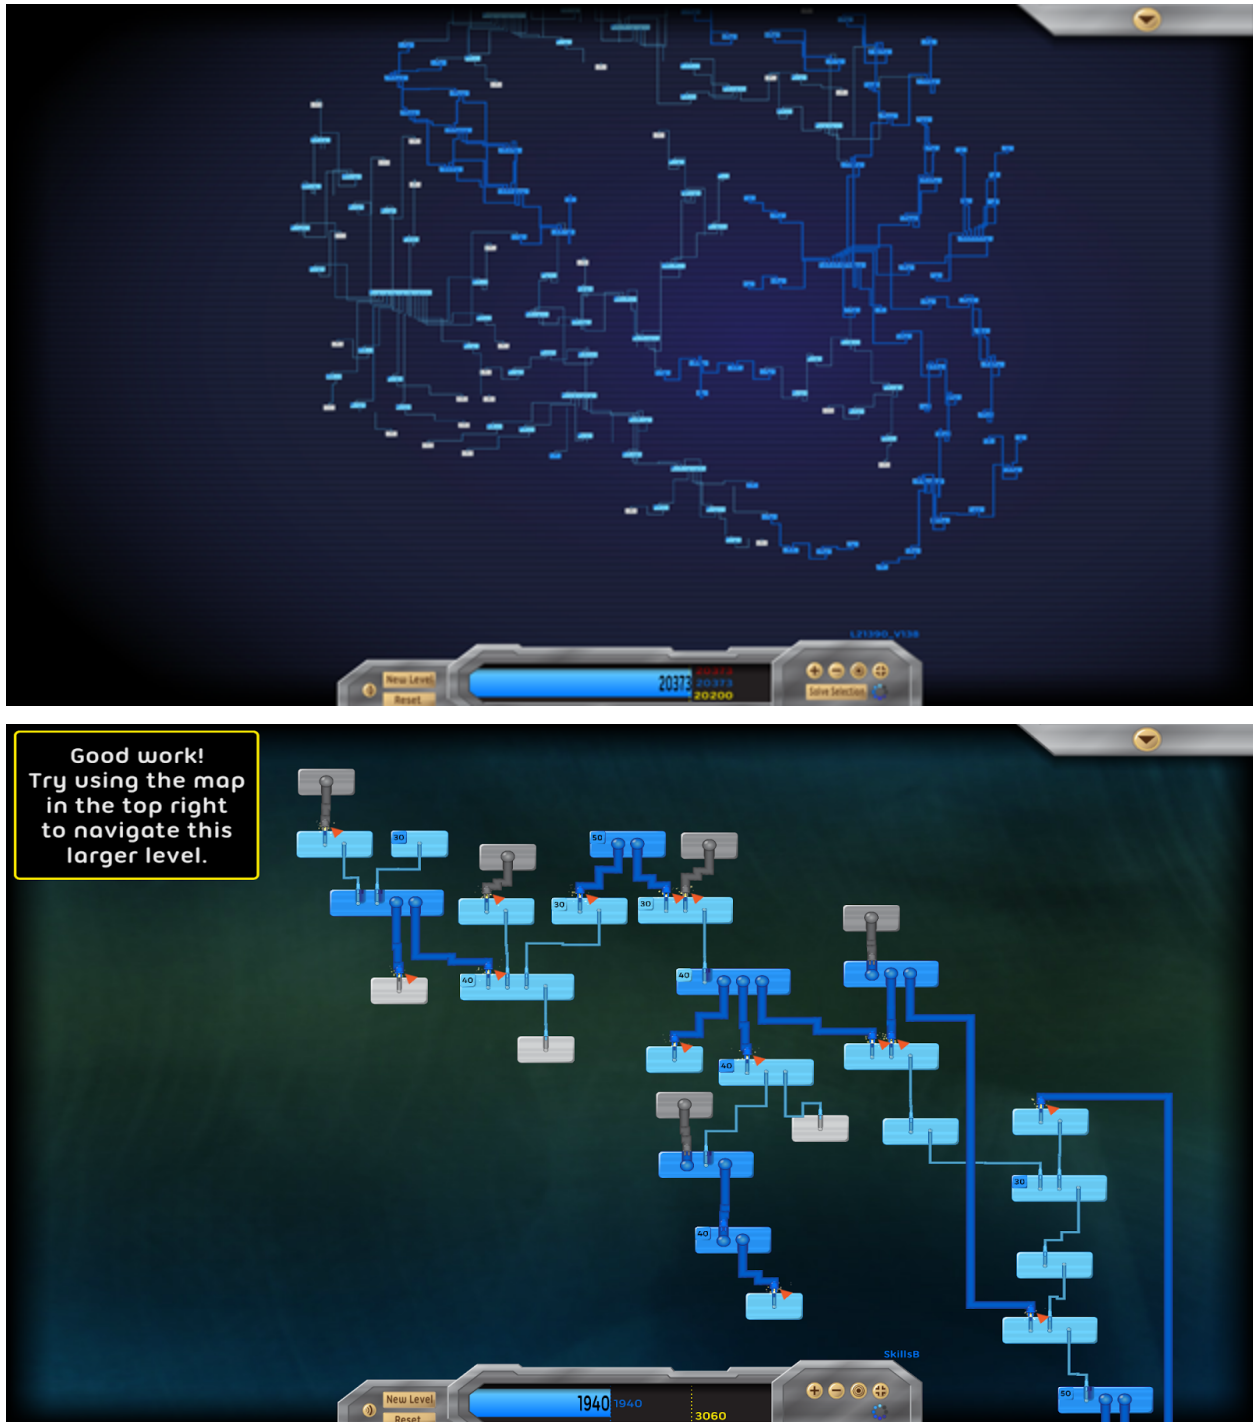 L21390_V138
20373
20373
20373
20200
New Level
Reset
Solve Selection
Good work!
Try using the map
in the top right
to navigate this
larger level.
30
50
30
30
40
40
40
30
40
50
SkillsB
1940
1940
3060
New Level
Reset